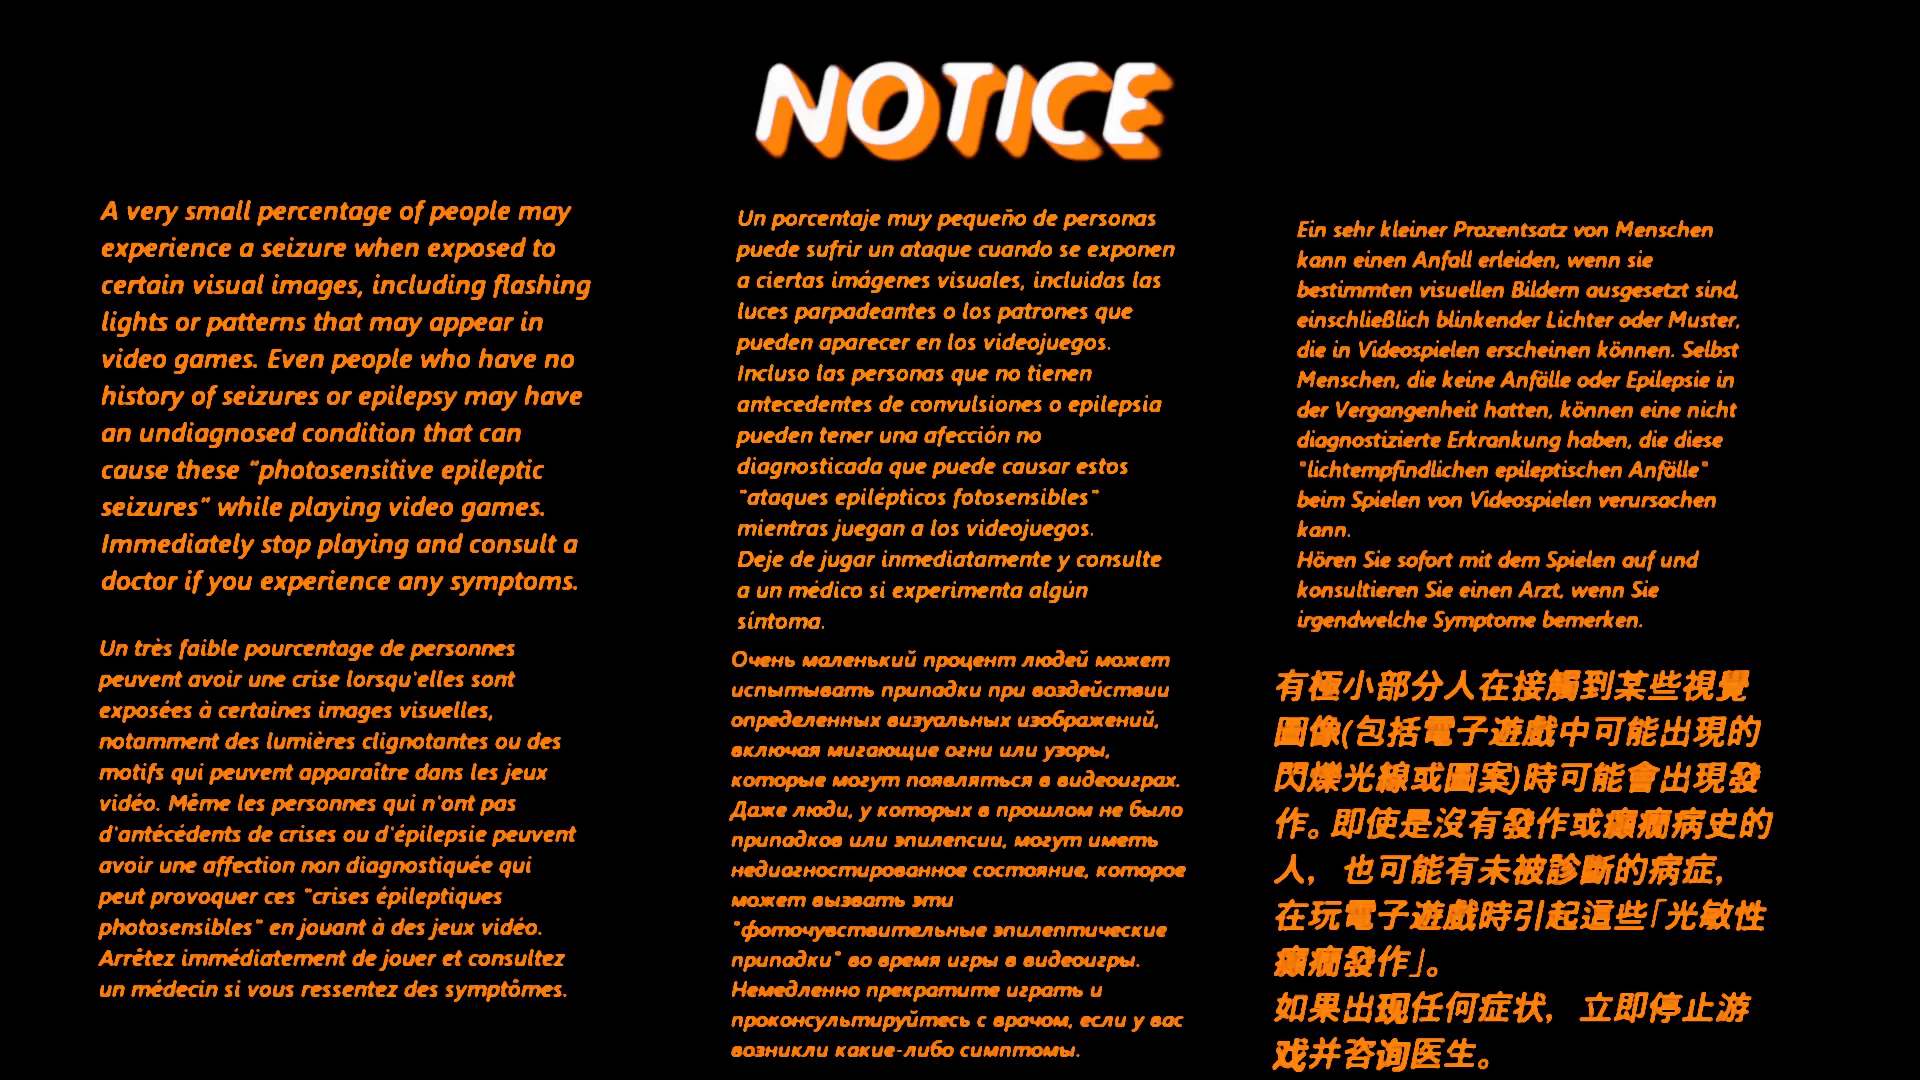 NOTICE
A very small percentage of people may
experience a seizure when exposed to
certain visual images, including flashing
lights or patterns that may appear in
video games. Even people who have no
history of seizures or epilepsy may have
an undiagnosed condition that can
cause these "photosensitive epileptic
seizures" while playing video games.
Immediately stop playing and consult a
doctor if you experience any symptoms.
Un très faible pourcentage de personnes
peuvent avoir une crise lorsqu'elles sont
exposées à certaines images visuelles,
notamment des lumières clignotantes ou des
motifs qui peuvent apparaître dans les jeux
vidéo. Même les personnes qui n'ont pas
d'antécédents de crises ou d'épilepsie peuvent
avoir une affection non diagnostiquée qui
peut provoquer ces "crises épileptiques
photosensibles" en jouant à des jeux vidéo.
Arrêtez immédiatement de jouer et consultez
un médecin si vous ressentez des symptômes.
Un porcentaje muy pequeño de personas
puede sufrir un ataque cuando se exponen
a ciertas imágenes visuales, incluidas las
luces parpadeantes o los patrones que
pueden aparecer en los videojuegos.
Incluso las personas que no tienen
antecedentes de convulsiones o epilepsia
pueden tener una afección no
diagnosticada que puede causar estos
"ataques epilépticos fotosensibles"
mientras juegan a los videojuegos.
Deje de jugar inmediatamente y consulte
a un médico si experimenta algún
síntoma.
Очень маленький процент людей может
испытывать припадки при воздействии
определенных визуальных изображений,
включая мигающие огни или узоры,
которые могут появляться в видеоиграх.
Даже люди, у которых в прошлом не было
припадков или эпилепсии, могут иметь
недиагностированное состояние, которое
может вызвать эти
"фоточувствительные эпилептические
припадки" во время игры в видеоигры.
Немедленно прекратите играть и
проконсультируйтесь с врачом, если у вас
возникли какие-либо симптомы.
Ein sehr kleiner Prozentsatz von Menschen
kann einen Anfall erleiden, wenn sie
bestimmten visuellen Bildern ausgesetzt sind,
einschließlich blinkender Lichter oder Muster,
die in Videospielen erscheinen können. Selbst
Menschen, die keine Anfälle oder Epilepsie in
der Vergangenheit hatten, können eine nicht
diagnostizierte Erkrankung haben, die diese
"lichtempfindlichen epileptischen Anfälle"
beim Spielen von Videospielen verursachen
kann.
Hören Sie sofort mit dem Spielen auf und
konsultieren Sie einen Arzt, wenn Sie
irgendwelche Symptome bemerken.
有極小部分人在接觸到某些視覺
圖像(包括電子遊戲中可能出現的
閃爍光線或圖案)時可能會出現發
作。即使是沒有發作或癲癇病史的
人，也可能有未被診斷的病症，
在玩電子遊戲時引起這些「光敏性
癲癇發作」。
如果出现任何症状，立即停止游
戏并咨询医生。